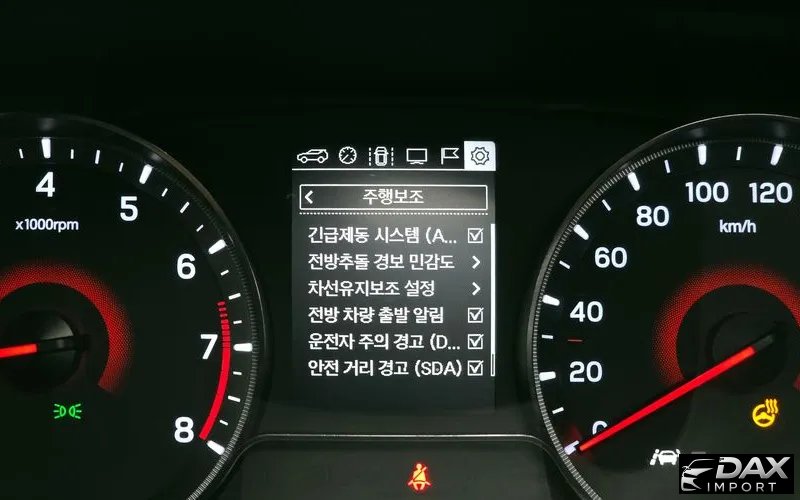 4
5
6
7
8
x1000rpm
주행보조
긴급제동 시스템 (A...
전방추돌 경보 민감도
차선유지보조 설정
전방 차량 출발 알림
운전자 주의 경고 (D...
안전 거리 경고 (SDA)
0
20
40
60
80
100
120
km/h
DAX
IMPORT